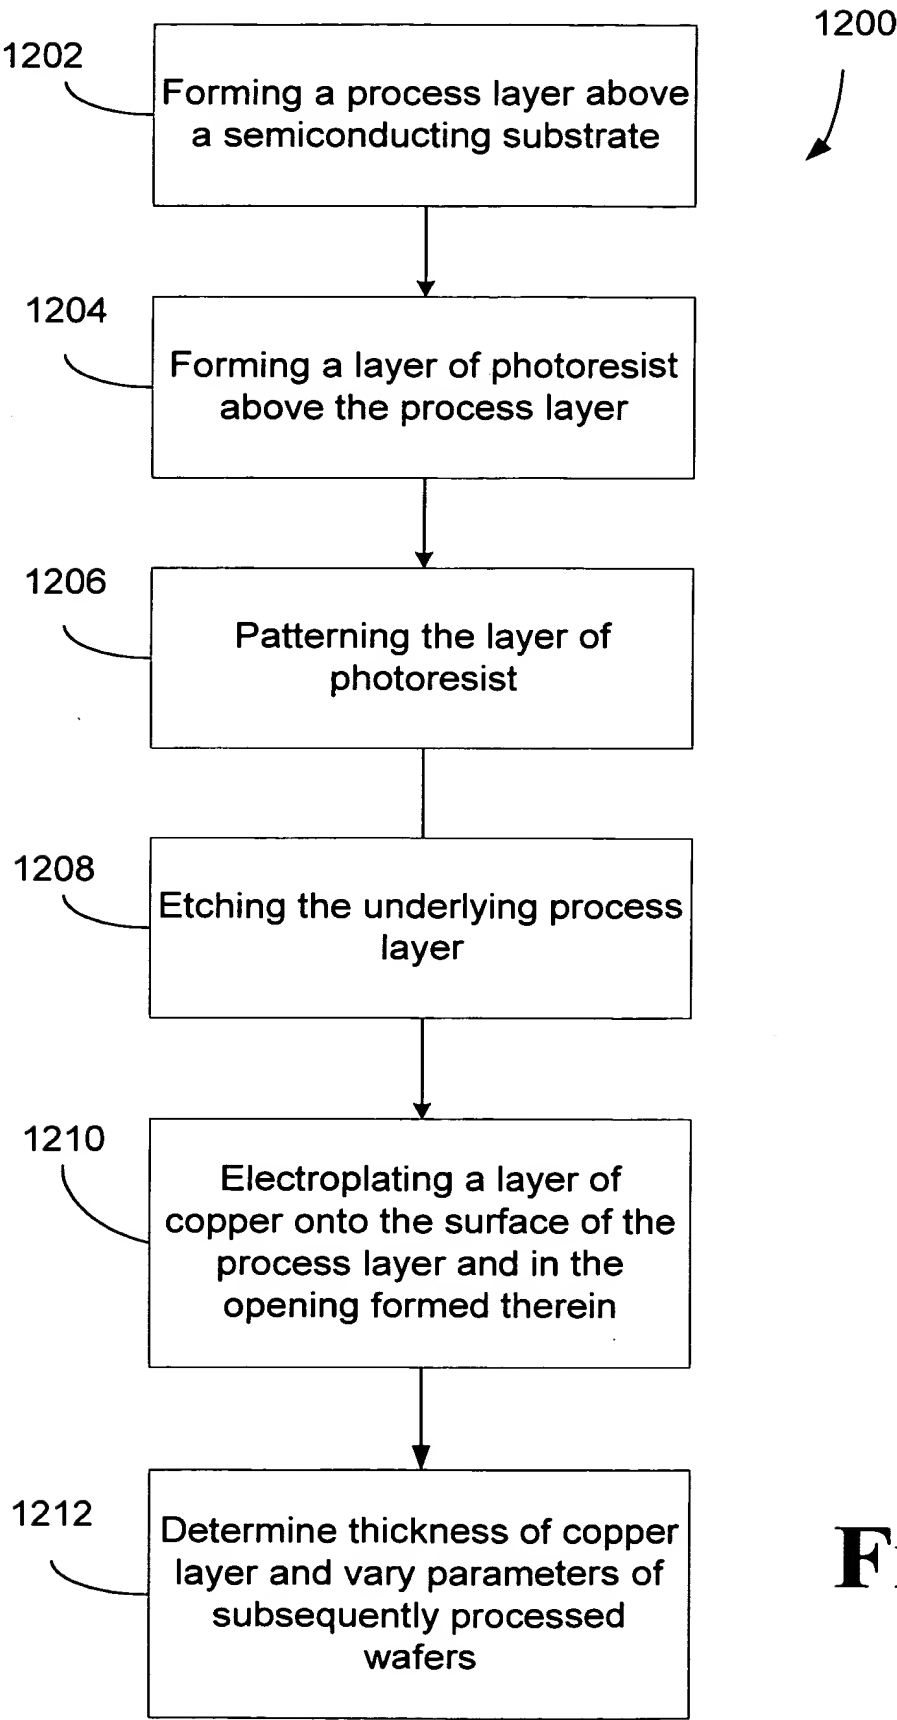 1200
1202
Forming a process layer above
a semiconducting substrate
1204
Forming a layer of photoresist
above the process layer
1206
Patterning the layer of
photoresist
1208
Etching the underlying process
layer
1210
Electroplating a layer of
copper onto the surface of the
process layer and in the
opening formed therein
1212
Determine thickness of copper
layer and vary parameters of
subsequently processed
wafers